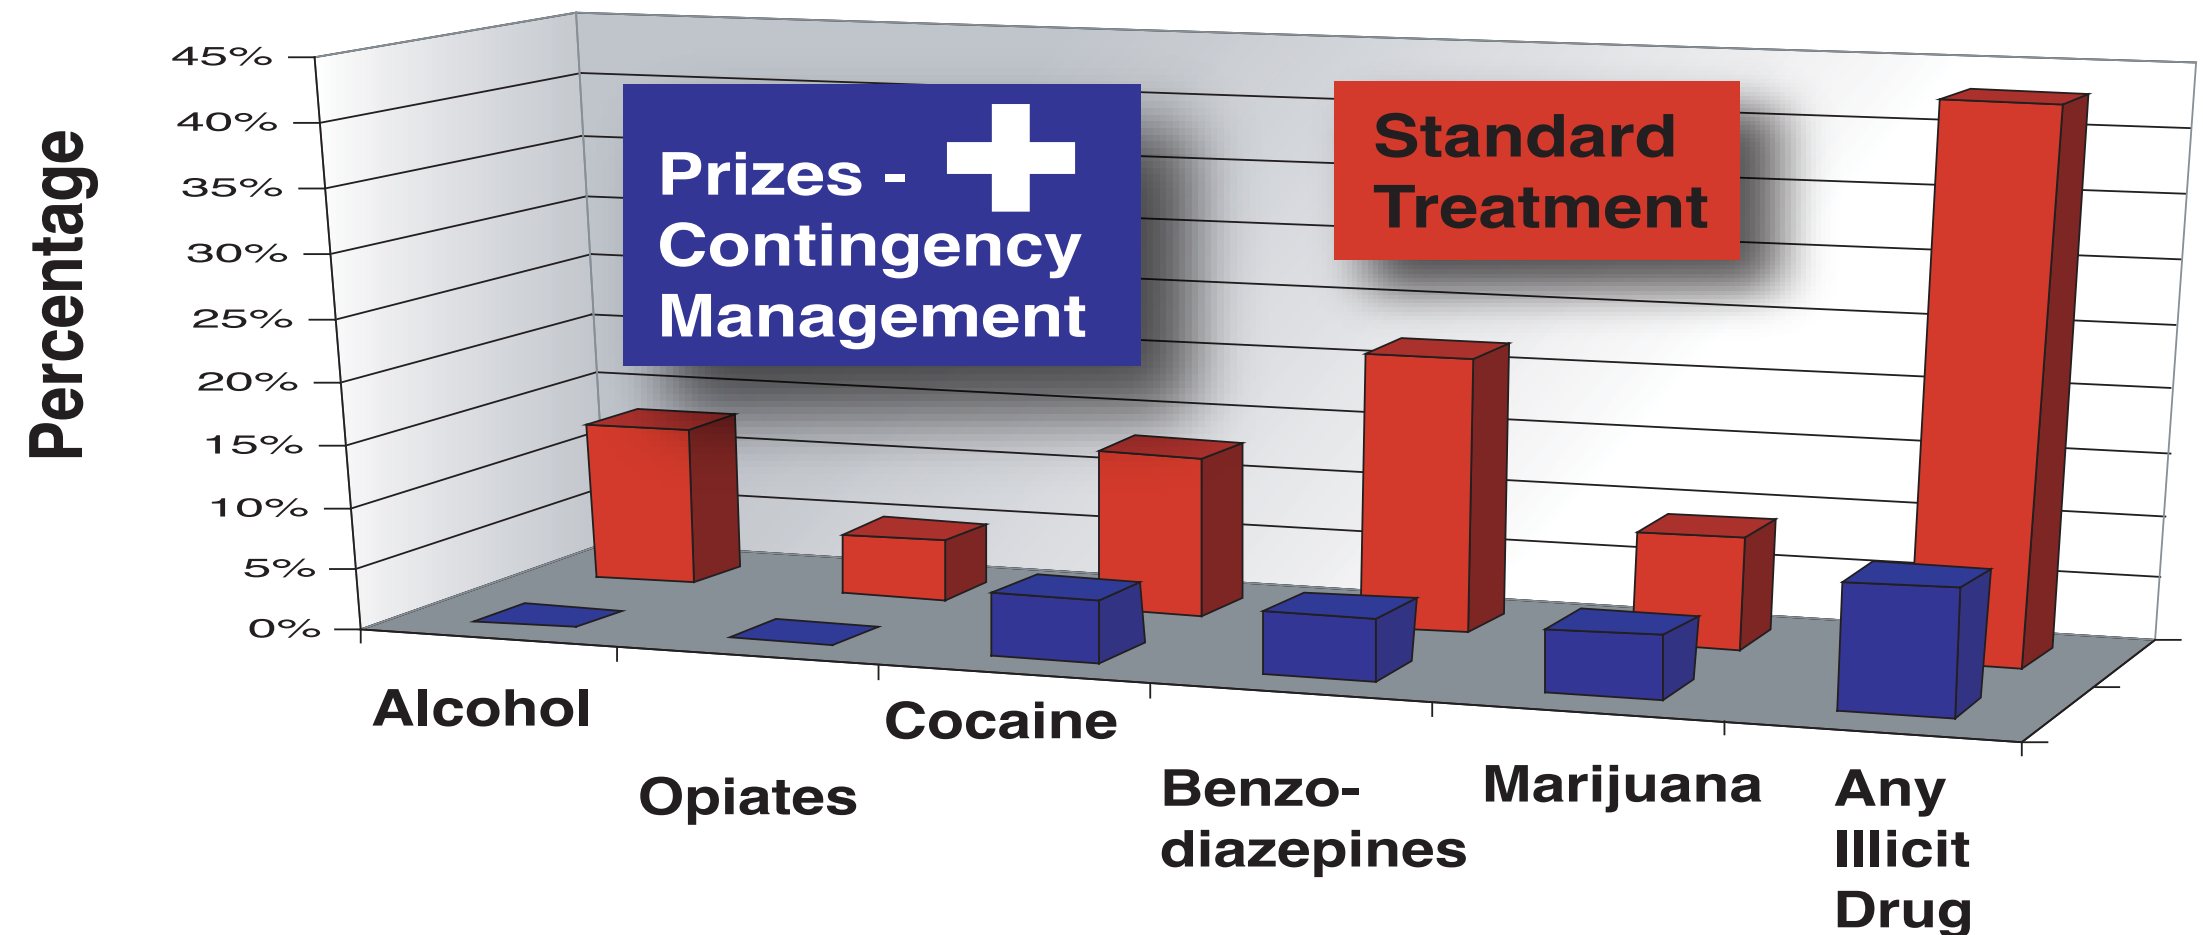 Percentage
45%
40%
35%
30%
25%
20%
15%
10%
5%
0%
Prizes -
Contingency
Management
Standard
Treatment
Alcohol
Opiates
Cocaine
Benzo-
diazepines
Marijuana
Any
Illicit
Drug